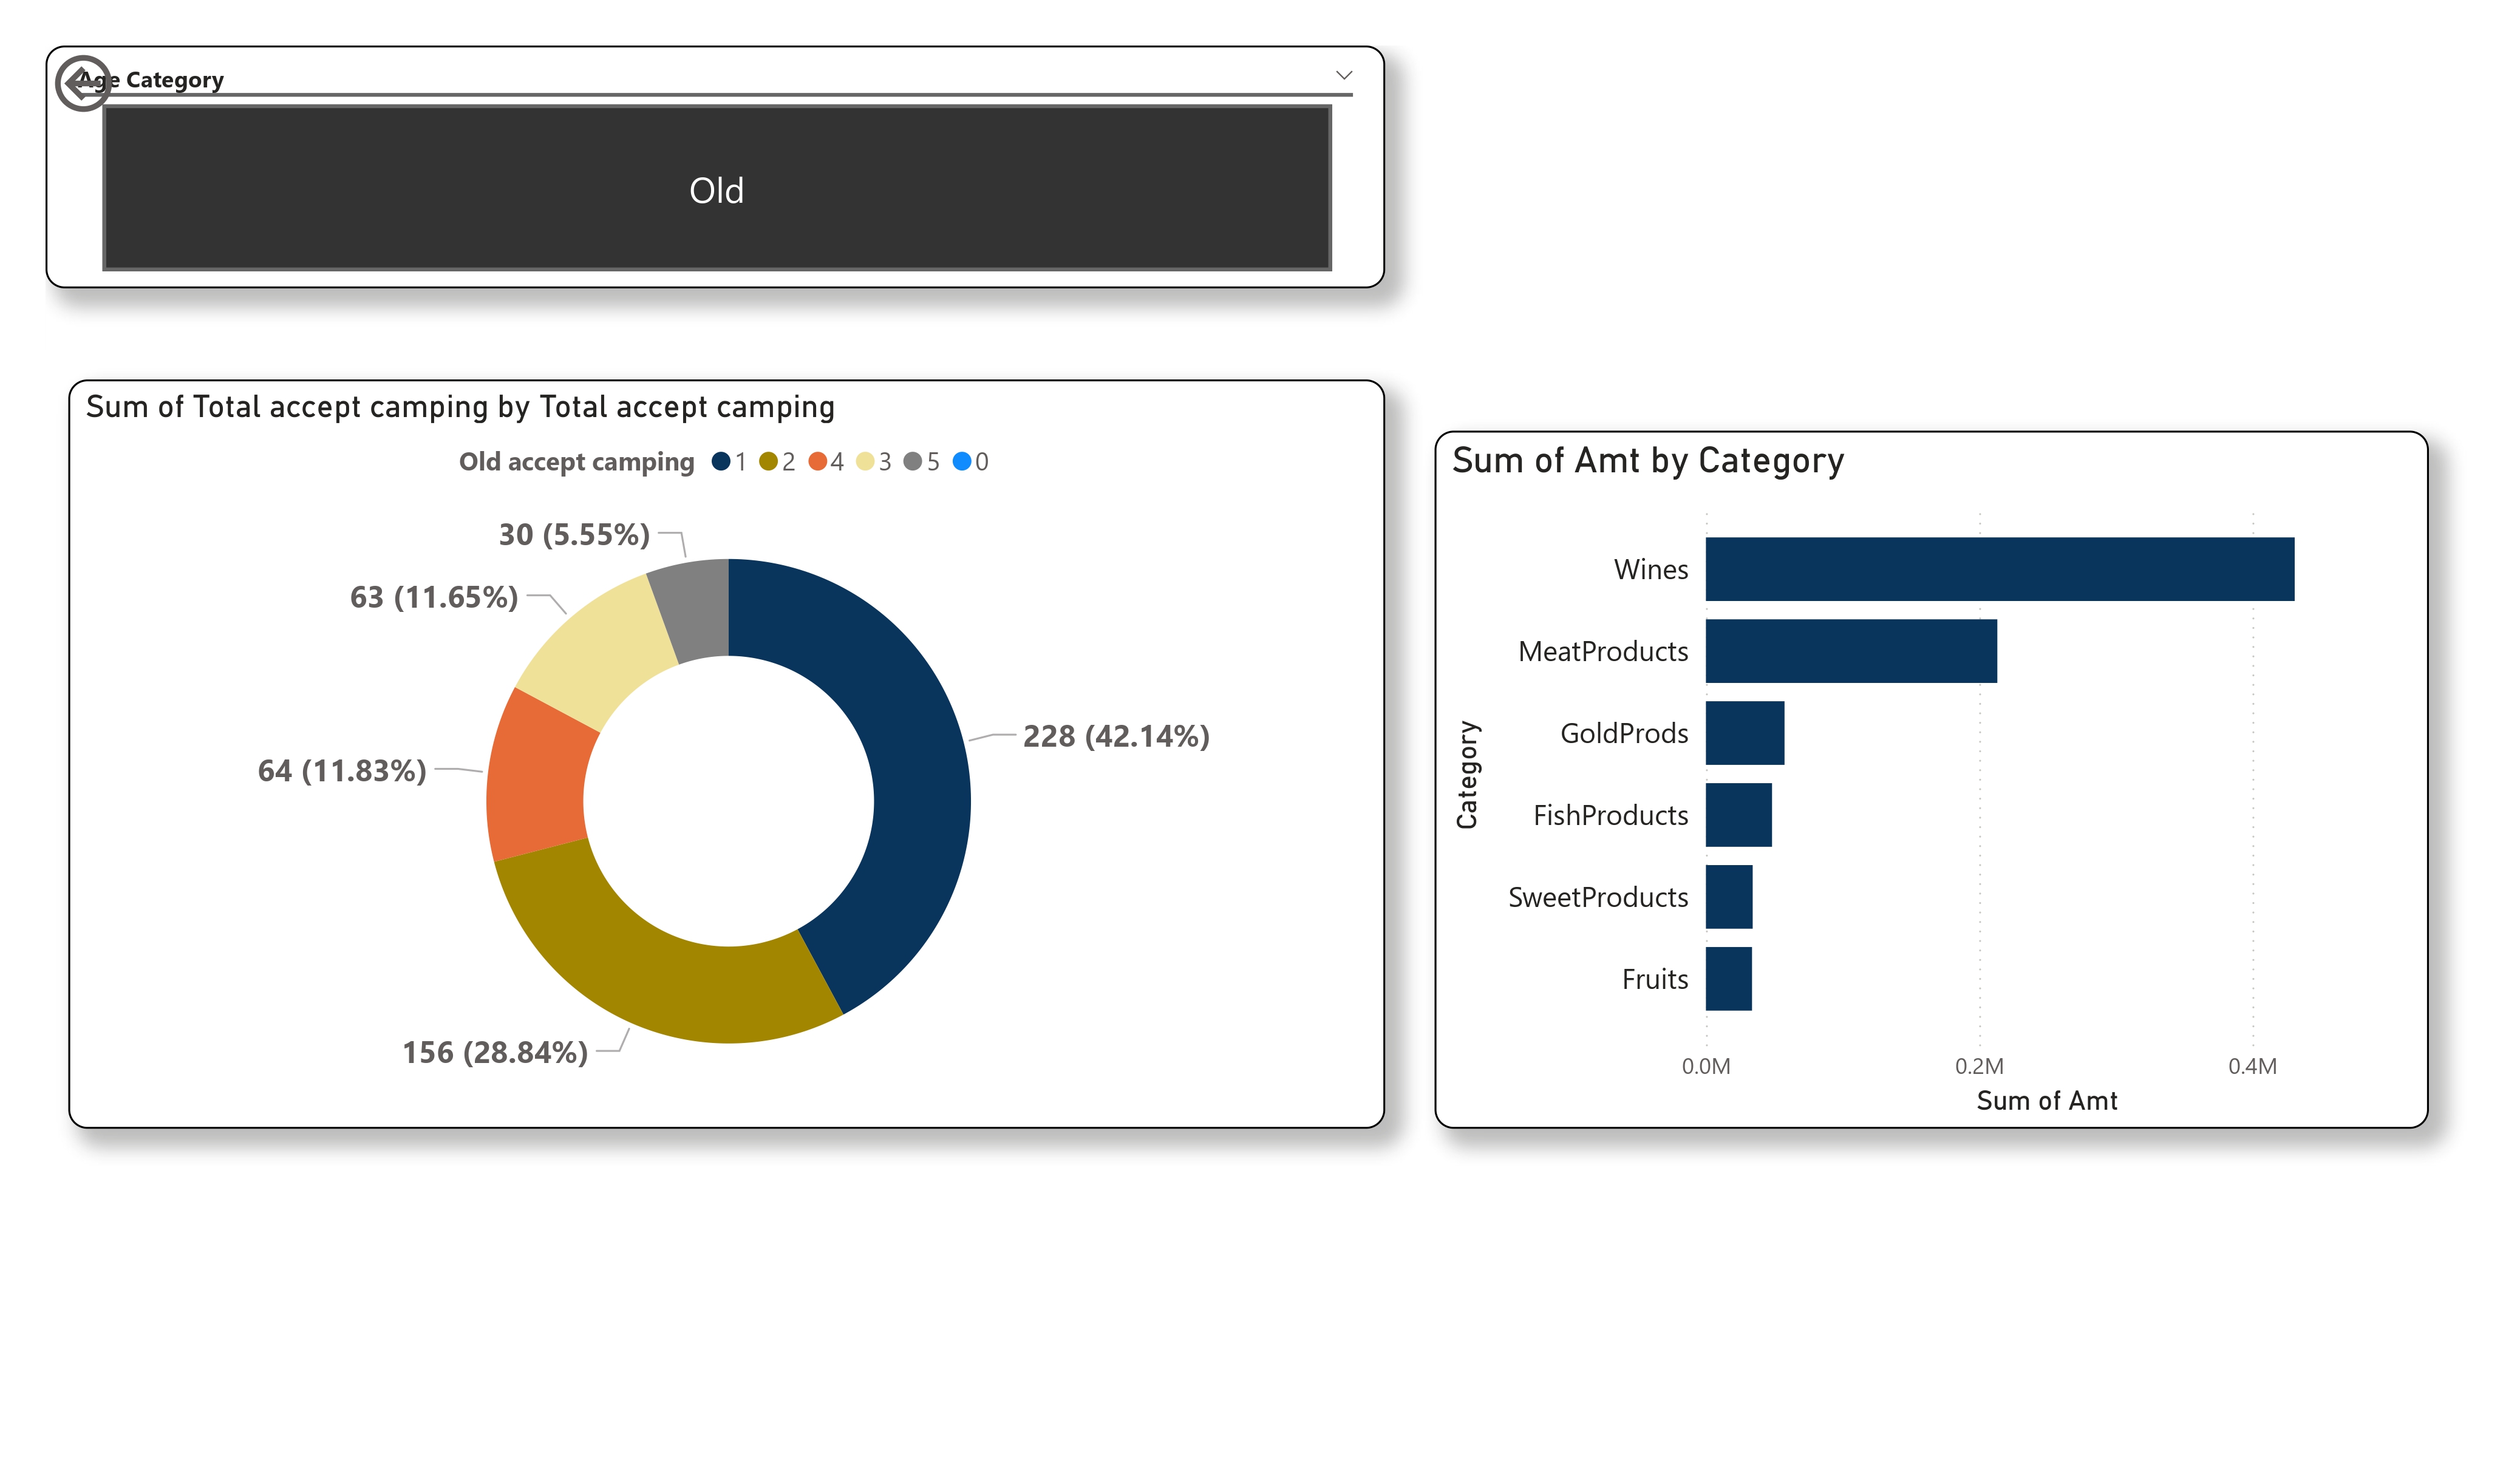 Age Category
Old
Sum of Total accept camping by Total accept camping
Old accept camping 1 2 4 3 5 0
30 (5.55%)
63 (11.65%)
228 (42.14%)
64 (11.83%)
156 (28.84%)
Sum of Amt by Category
Category
Wines
MeatProducts
GoldProds
FishProducts
SweetProducts
Fruits
0.0M 0.2M 0.4M
Sum of Amt